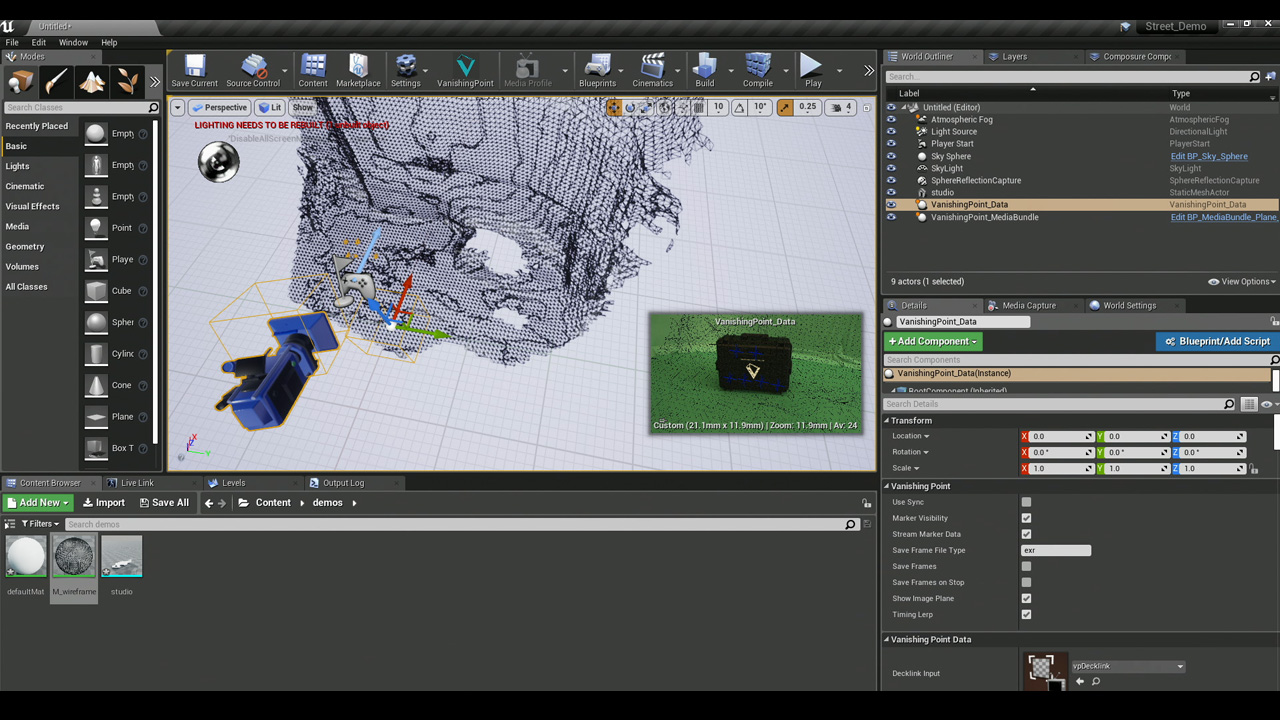 Untitled*
Street_Demo
File Edit Window Help
Modes
Search Classes
Recently Placed
Basic
Lights
Cinematic
Visual Effects
Media
Geometry
Volumes
All Classes
Empt
Empt
Empt
Point
Playe
Cube
Spher
Cylinc
Cone
Plane
Box T
Save Current
Source Control
Content
Marketplace
Settings
VanishingPoint
Media Profile
Blueprints
Cinematics
Build
Compile
Play
Perspective
Lit
Show
10
10°
0.25
4
LIGHTING NEEDS TO BE REBUILT
'DisableAllScreen
VanishingPoint_Data
Custom (21.1mm x 11.9mm) | Zoom: 11.9mm | Av: 24
World Outliner
Layers
Composure Compo
Search...
Label
Type
Untitled (Editor) World
Atmospheric Fog AtmosphericFog
Light Source DirectionalLight
Player Start PlayerStart
Sky Sphere Edit BP_Sky_Sphere
SkyLight SkyLight
SphereReflectionCapture SphereReflectionCapture
studio StaticMeshActor
VanishingPoint_Data VanishingPoint_Data
VanishingPoint_MediaBundle Edit BP_MediaBundle_Plane_
9 actors (1 selected)
View Options
Details
Media Capture
World Settings
VanishingPoint_Data
+Add Component
Blueprint/Add Script
Search Components
VanishingPoint_Data(Instance)
RootComponent (Inherited)
Search Details
Transform
Location X 0.0 Y 0.0 Z 0.0
Rotation X 0.0 ° Y 0.0 ° Z 0.0 °
Scale X 1.0 Y 1.0 Z 1.0
Vanishing Point
Use Sync
Marker Visibility
Stream Marker Data
Save Frame File Type exr
Save Frames
Save Frames on Stop
Show Image Plane
Timing Lerp
Vanishing Point Data
Decklink Input vpDecklink
Content Browser
Live Link
Levels
Output Log
Add New
Import
Save All
Content
demos
Filters
Search demos
defaultMat
M_wireframe
studio
X
Y